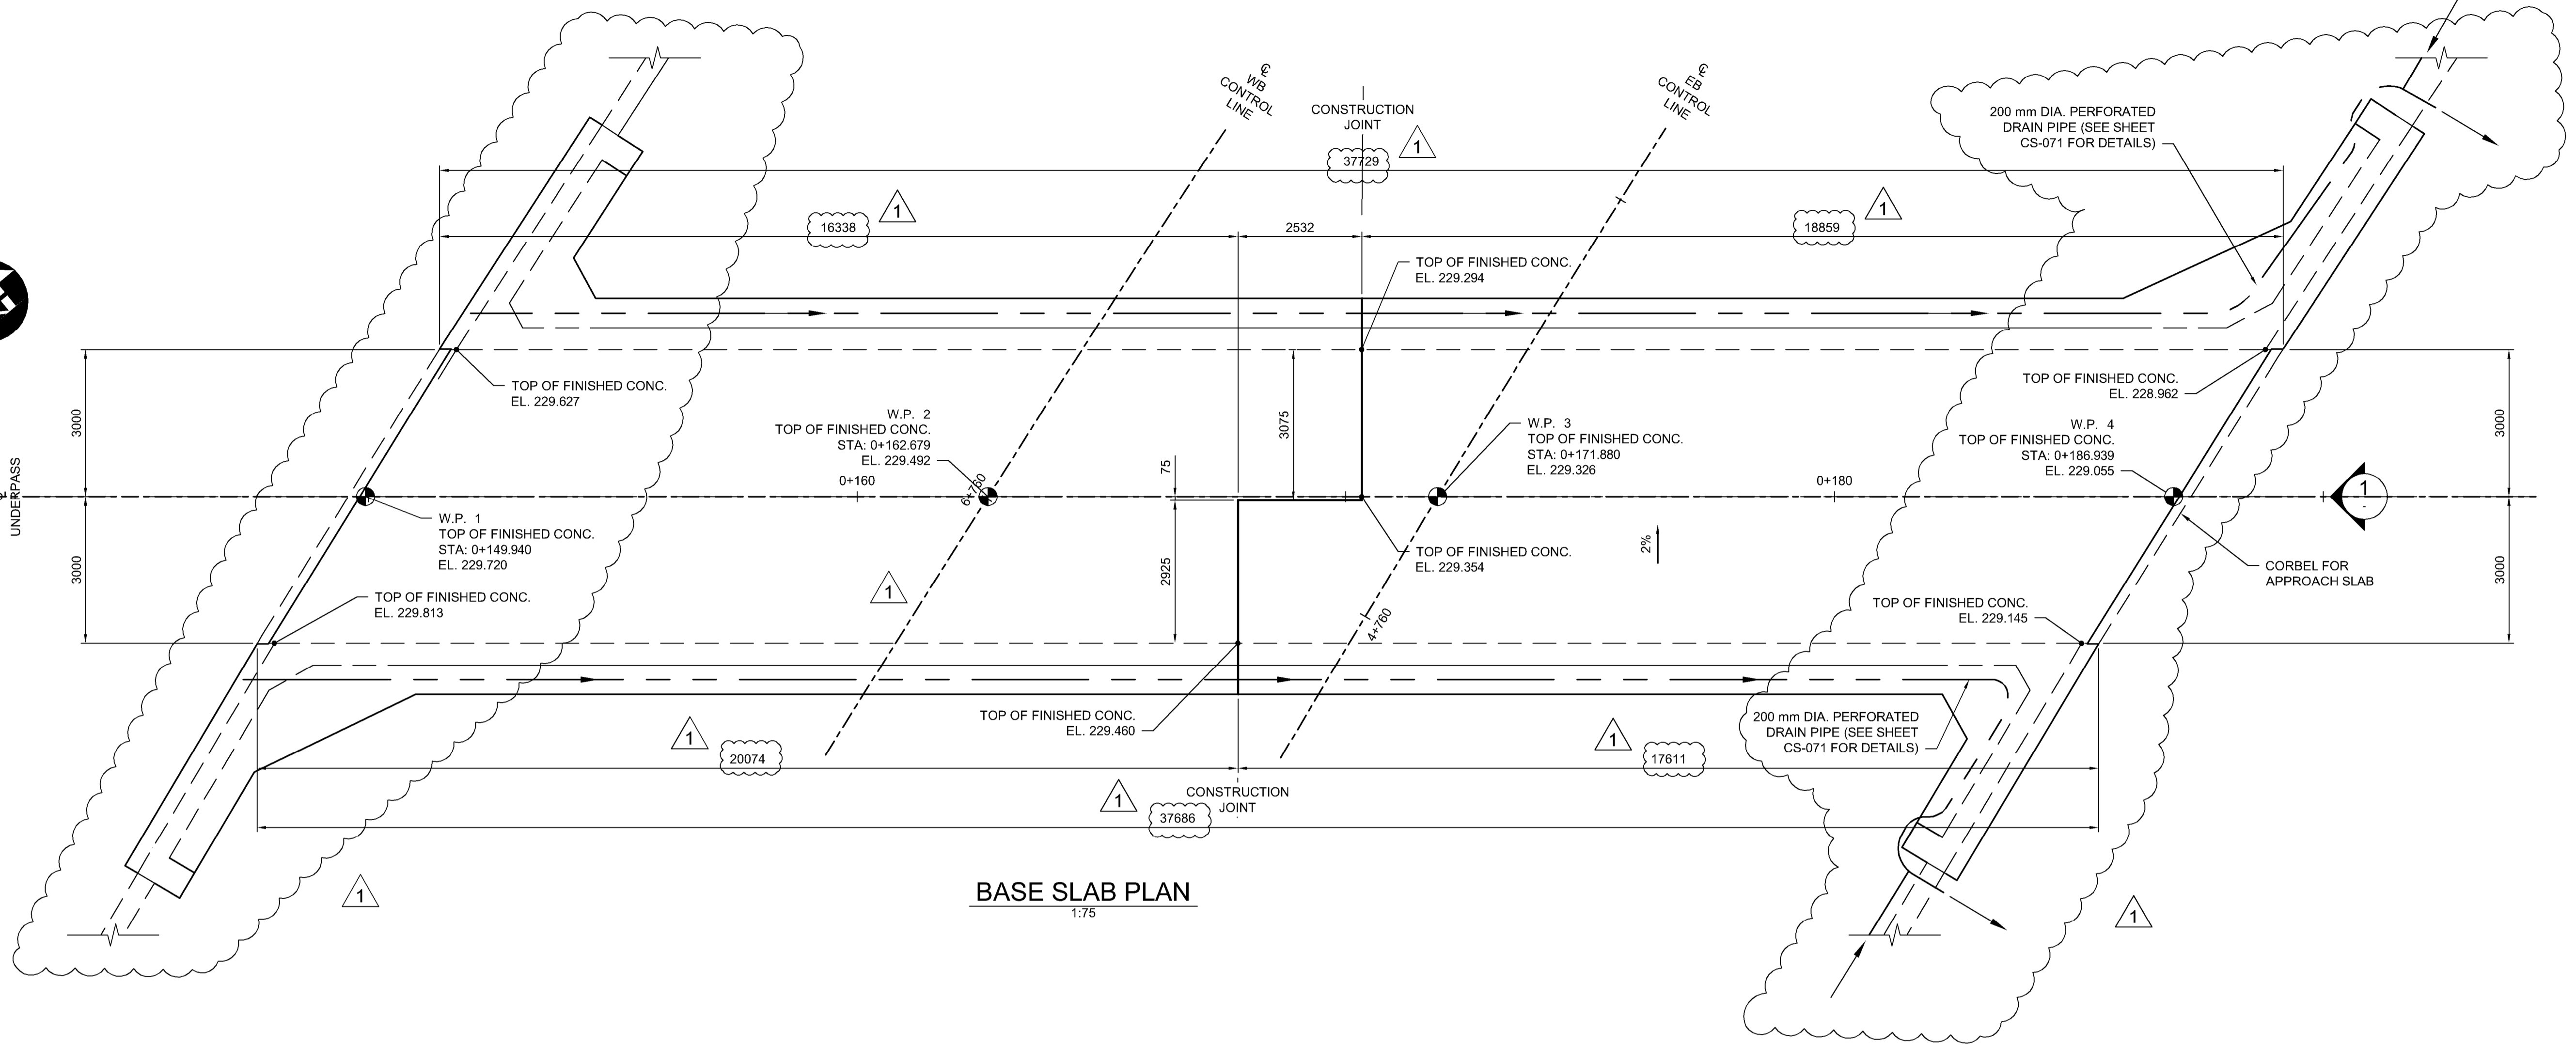 ℄
WB
CONTROL
LINE
℄
EB
CONTROL
LINE
CONSTRUCTION
JOINT
1
37729
200 mm DIA. PERFORATED
DRAIN PIPE (SEE SHEET
CS-071 FOR DETAILS)
16338
1
2532
18859
1
TOP OF FINISHED CONC.
EL. 229.294
TOP OF FINISHED CONC.
EL. 229.627
TOP OF FINISHED CONC.
EL. 228.962
3000
3075
3000
W.P. 2
TOP OF FINISHED CONC.
STA: 0+162.679
EL. 229.492
W.P. 3
TOP OF FINISHED CONC.
STA: 0+171.880
EL. 229.326
W.P. 4
TOP OF FINISHED CONC.
STA: 0+186.939
EL. 229.055
UNDERPASS
0+160
6+760
75
0+180
1
-
W.P. 1
TOP OF FINISHED CONC.
STA: 0+149.940
EL. 229.720
TOP OF FINISHED CONC.
EL. 229.354
2%
3000
2925
3000
CORBEL FOR
APPROACH SLAB
1
TOP OF FINISHED CONC.
EL. 229.813
4+760
TOP OF FINISHED CONC.
EL. 229.145
TOP OF FINISHED CONC.
EL. 229.460
200 mm DIA. PERFORATED
DRAIN PIPE (SEE SHEET
CS-071 FOR DETAILS)
1
20074
1
17611
CONSTRUCTION
JOINT
1
37686
1
BASE SLAB PLAN
1:75
1